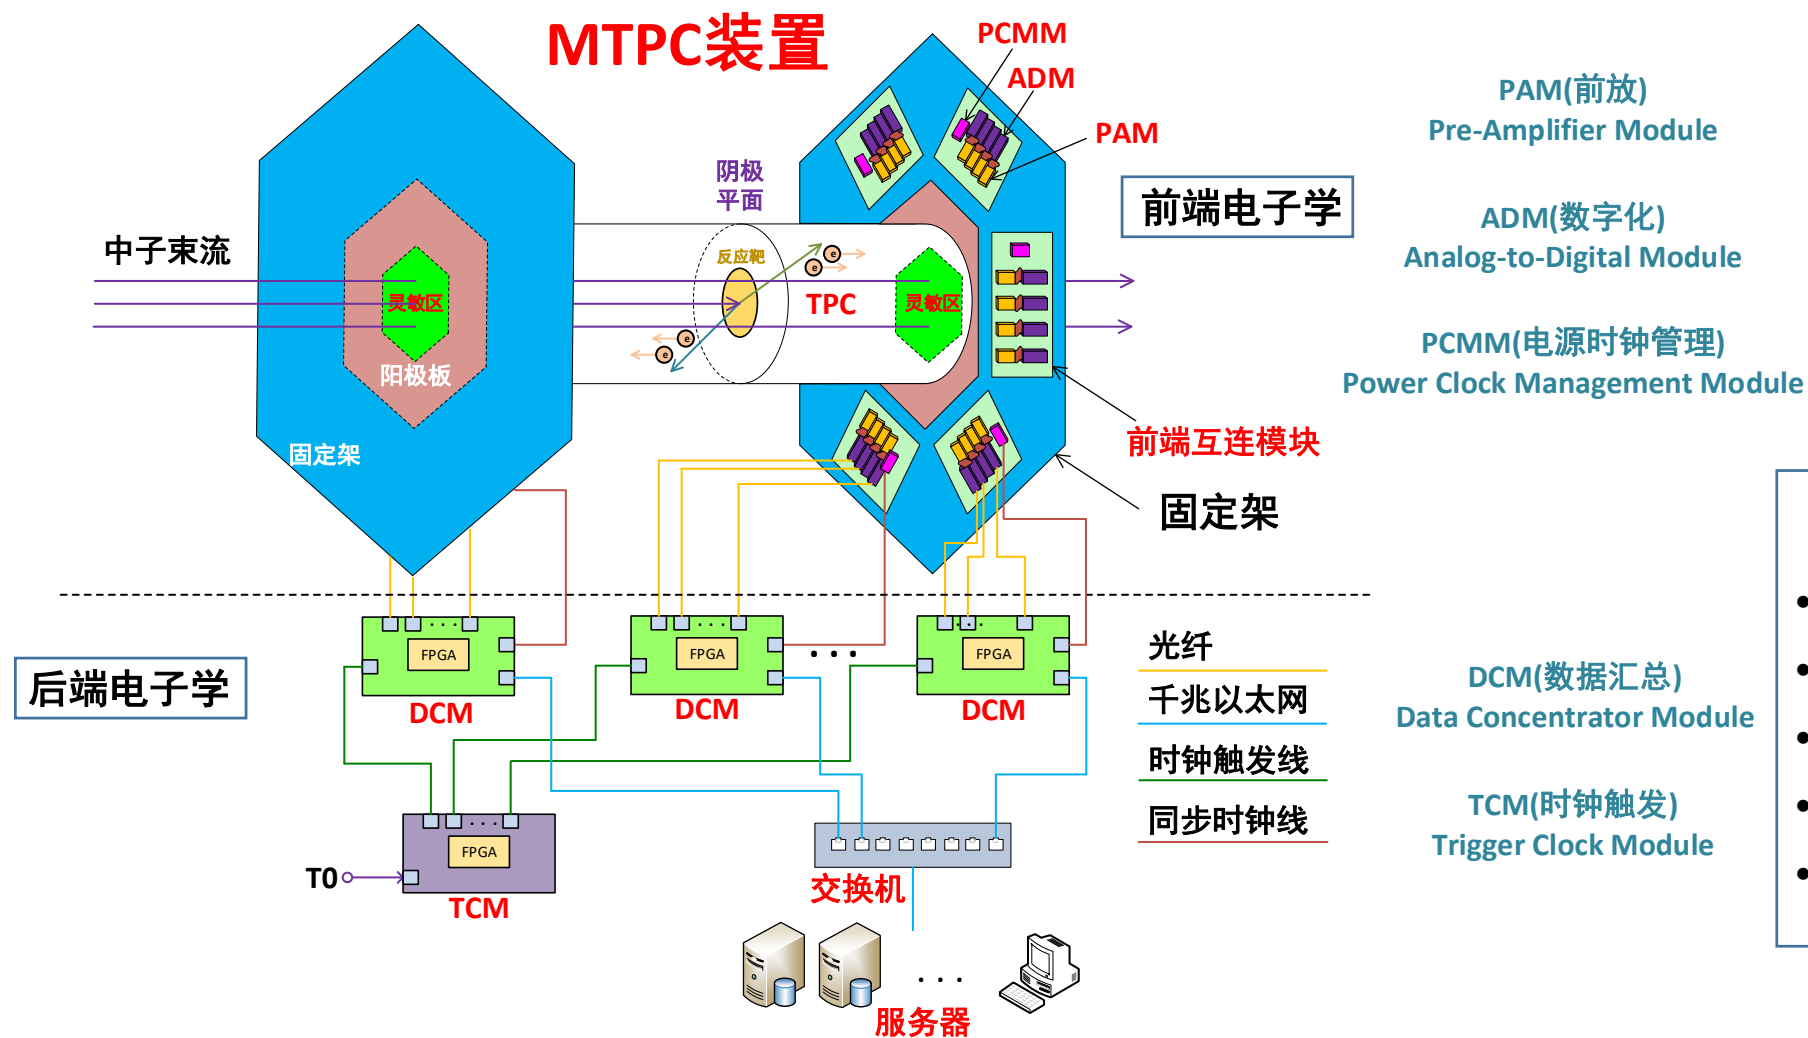 MTPC装置
PCMM
ADM
PAM
PAM(前放)
Pre-Amplifier Module
前端电子学
ADM(数字化)
Analog-to-Digital Module
PCMM(电源时钟管理)
Power Clock Management Module
中子束流
阴极
平面
反应靶
e
e
TPC
灵敏区
灵敏区
e
e
阳极板
固定架
前端互连模块
固定架
后端电子学
· · ·
FPGA
DCM
· · ·
FPGA
DCM
· · ·
· · ·
FPGA
DCM
光纤
千兆以太网
时钟触发线
同步时钟线
DCM(数据汇总)
Data Concentrator Module
TCM(时钟触发)
Trigger Clock Module
T0
· · ·
FPGA
TCM
交换机
· · ·
服务器
•
•
•
•
•